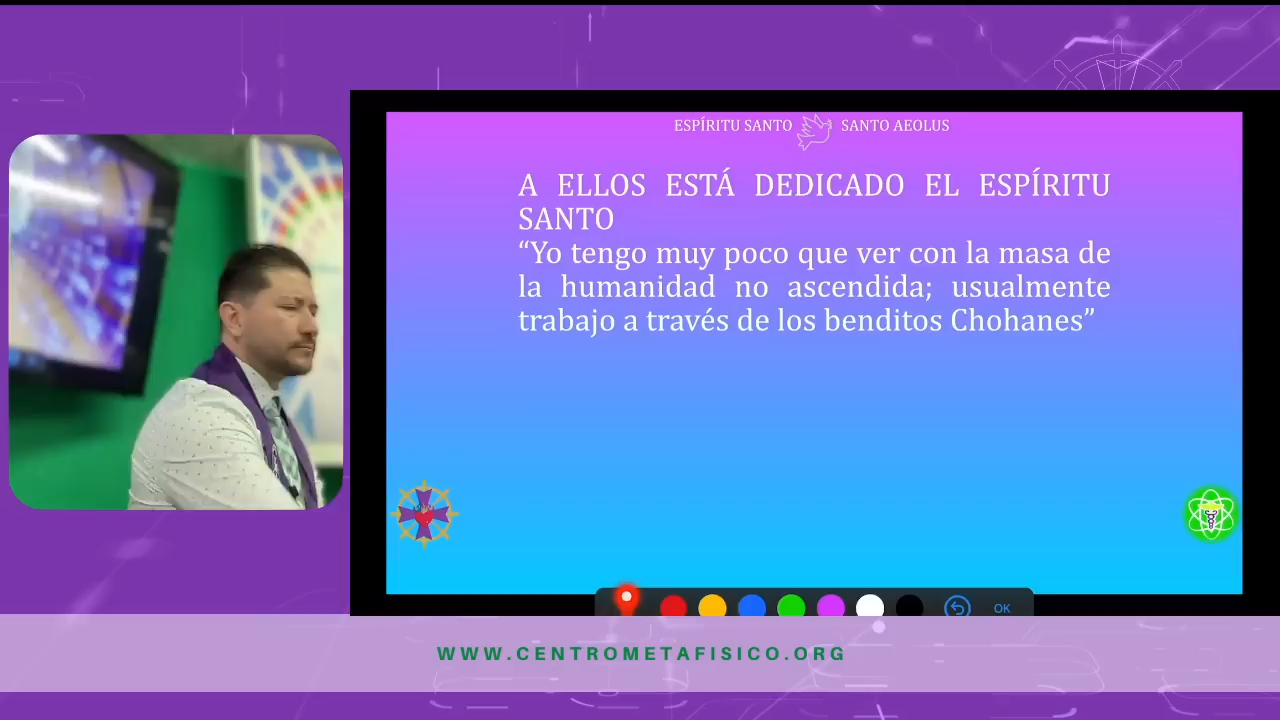 ESPÍRITU SANTO SANTO AEOLUS
A ELLOS ESTÁ DEDICADO EL ESPÍRITU
SANTO
“Yo tengo muy poco que ver con la masa de
la humanidad no ascendida; usualmente
trabajo a través de los benditos Chohanes”
OK
WWW.CENTROMETAFISICO.ORG